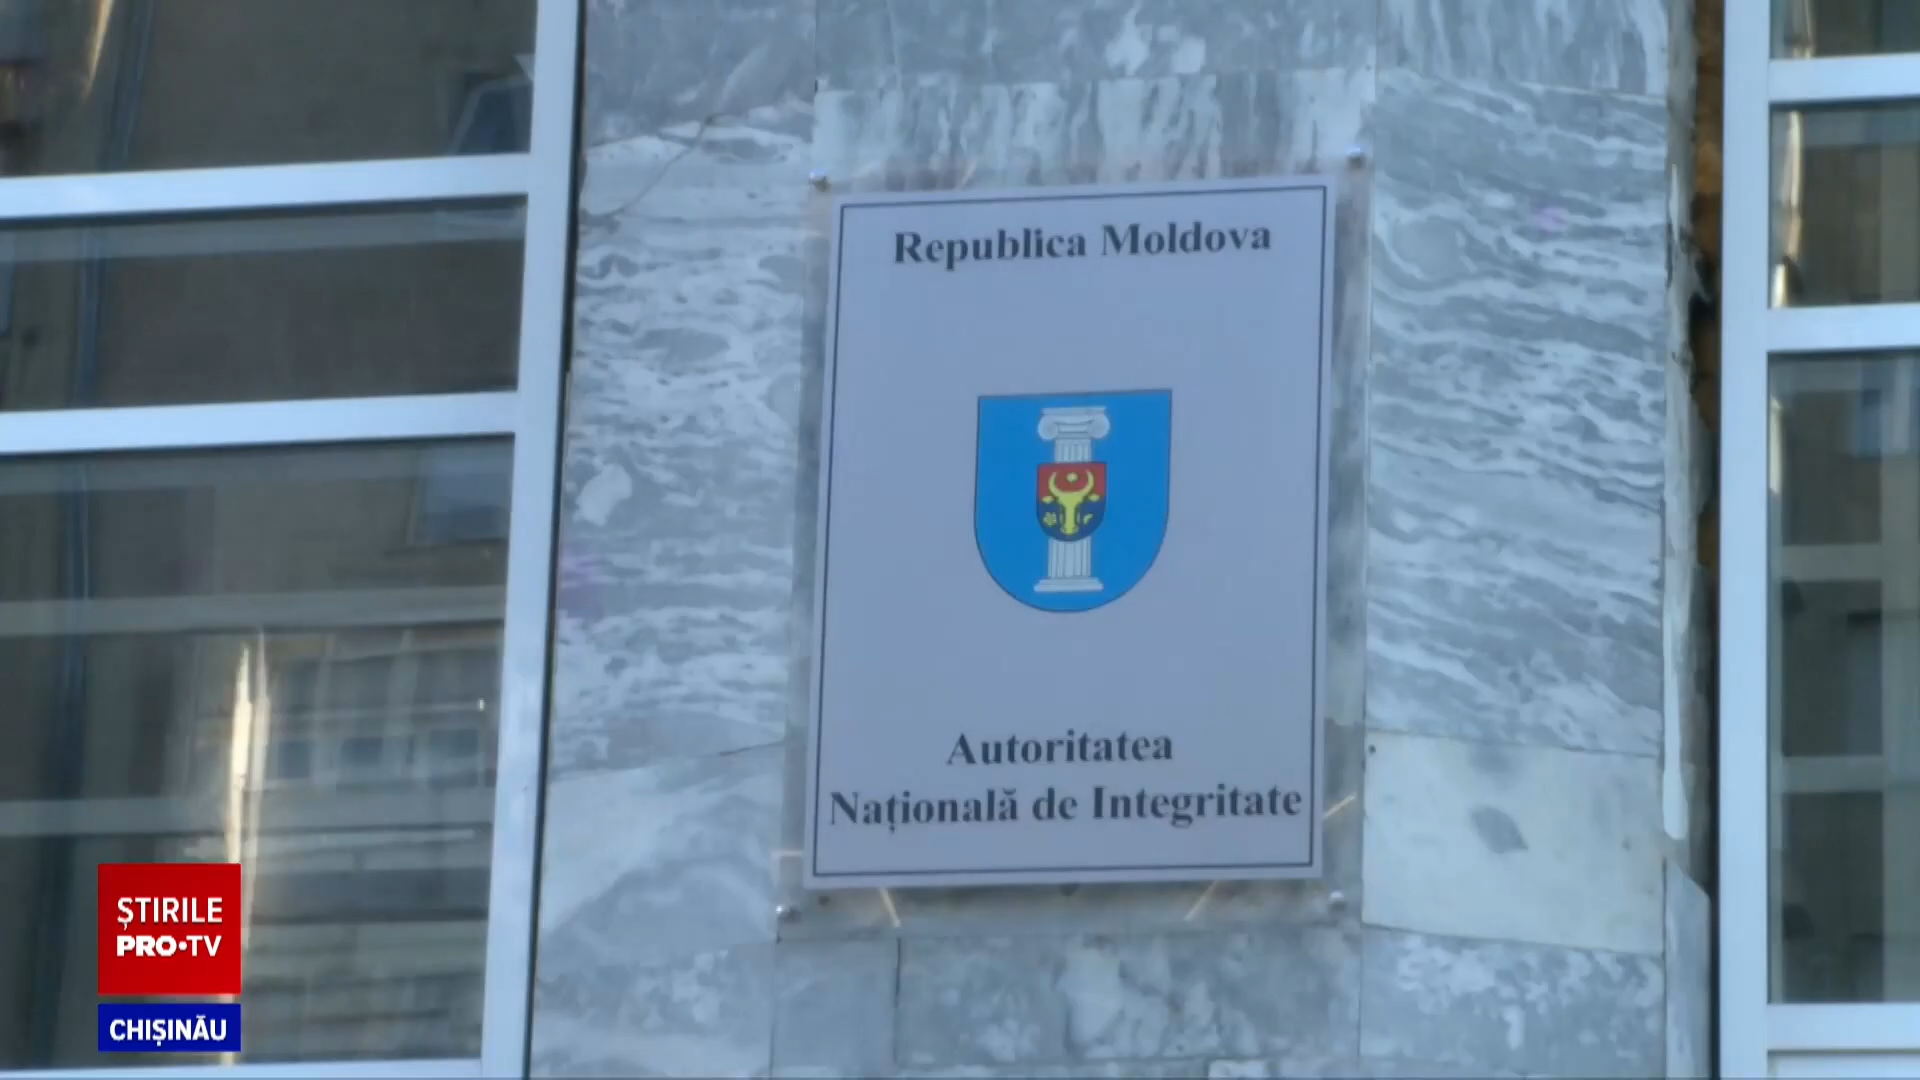 Republica Moldova
Autoritatea
Națională de Integritate
ȘTIRILE
PRO•TV
CHIȘINĂU